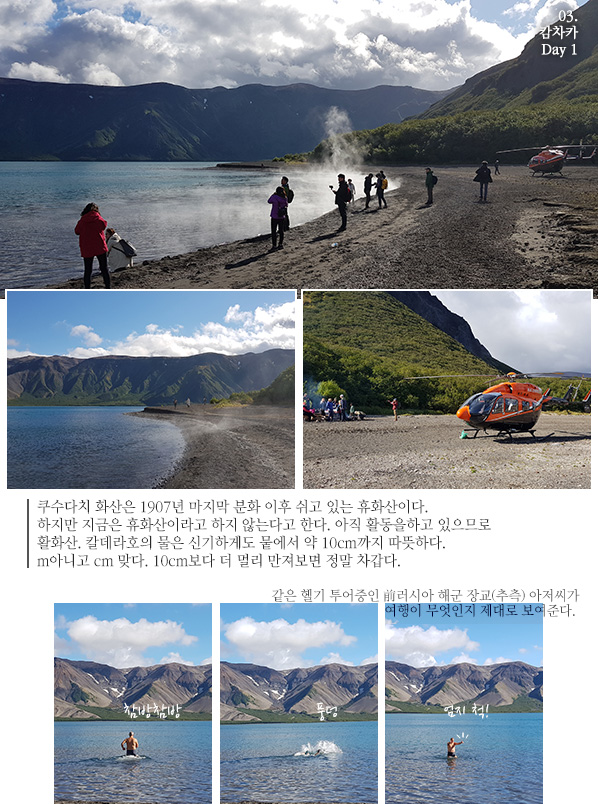 03.
캄차카
Day 1
쿠수다치 화산은 1907년 마지막 분화 이후 쉬고 있는 휴화산이다.
하지만 지금은 휴화산이라고 하지 않는다고 한다. 아직 활동을하고 있으므로
활화산. 칼데라호의 물은 신기하게도 뭍에서 약 10cm까지 따뜻하다.
m아니고 cm 맞다. 10cm보다 더 멀리 만져보면 정말 차갑다.
같은 헬기 투어중인 前러시아 해군 장교(추측) 아저씨가
여행이 무엇인지 제대로 보여준다.
참방참방
풍덩
엄지 척!